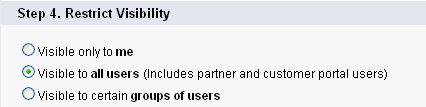 Step 4. Restrict Visibility
Visible only to me
Visible to all users (Includes partner and customer portal users)
Visible to certain groups of users